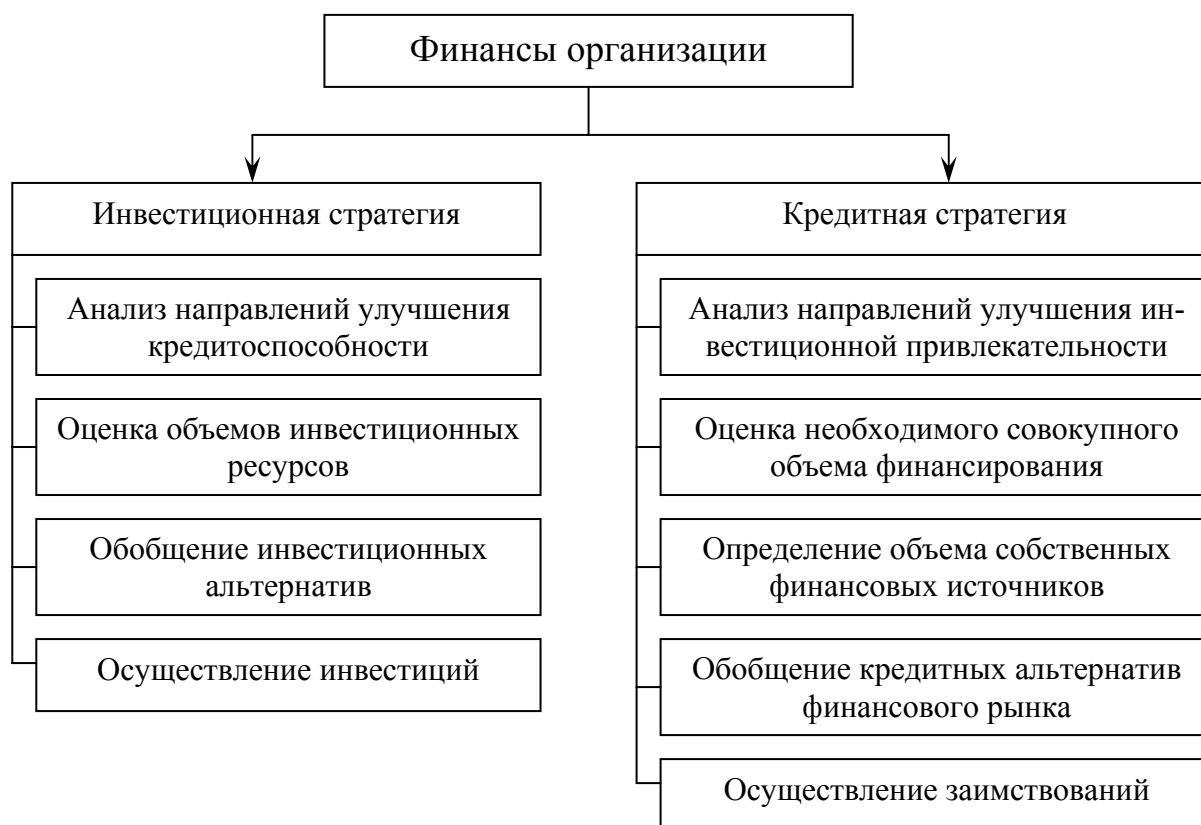 Финансы организации
Инвестиционная стратегия
Анализ направлений улучшения
кредитоспособности
Оценка объемов инвестиционных
ресурсов
Обобщение инвестиционных
альтернатив
Осуществление инвестиций
Кредитная стратегия
Анализ направлений улучшения ин-
вестиционной привлекательности
Оценка необходимого совокупного
объема финансирования
Определение объема собственных
финансовых источников
Обобщение кредитных альтернатив
финансового рынка
Осуществление заимствований